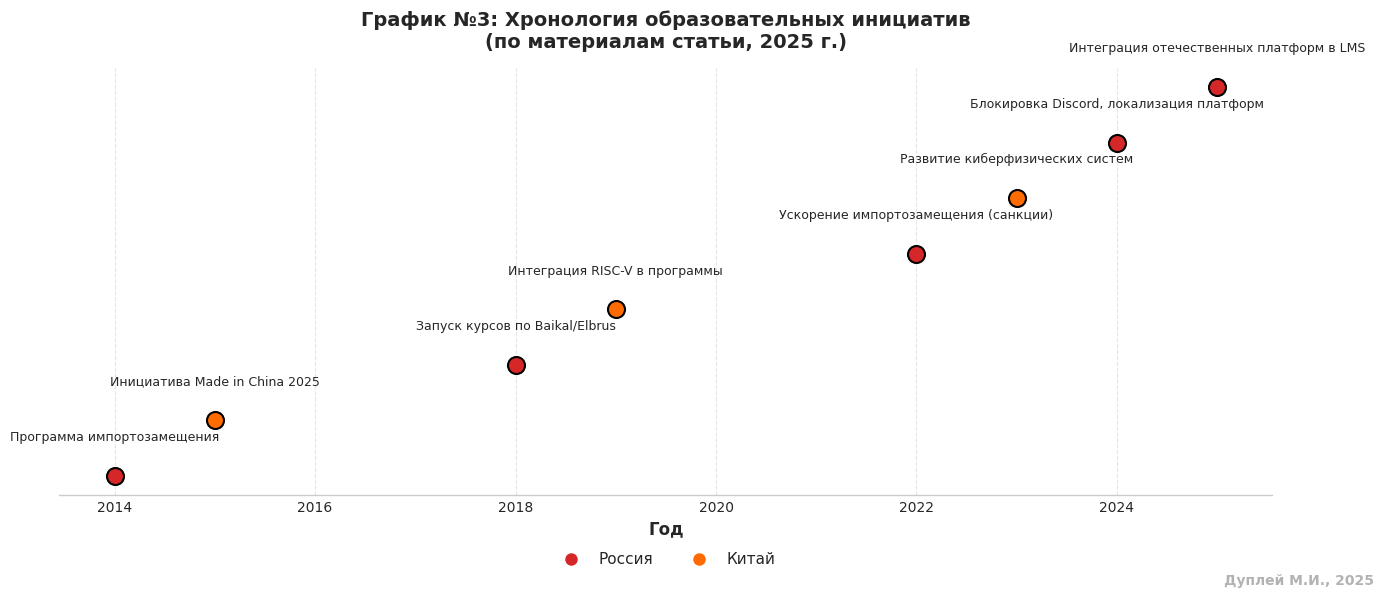 График №3: Хронология образовательных инициатив
(по материалам статьи, 2025 г.)
Интеграция отечественных платформ в LMS
Блокировка Discord, локализация платформ
Развитие киберфизических систем
Ускорение импортозамещения (санкции)
Интеграция RISC-V в программы
Запуск курсов по Baikal/Elbrus
Инициатива Made in China 2025
Программа импортозамещения
2014 2016 2018 2020 2022 2024
Год
Россия Китай
Дуплей М.И., 2025